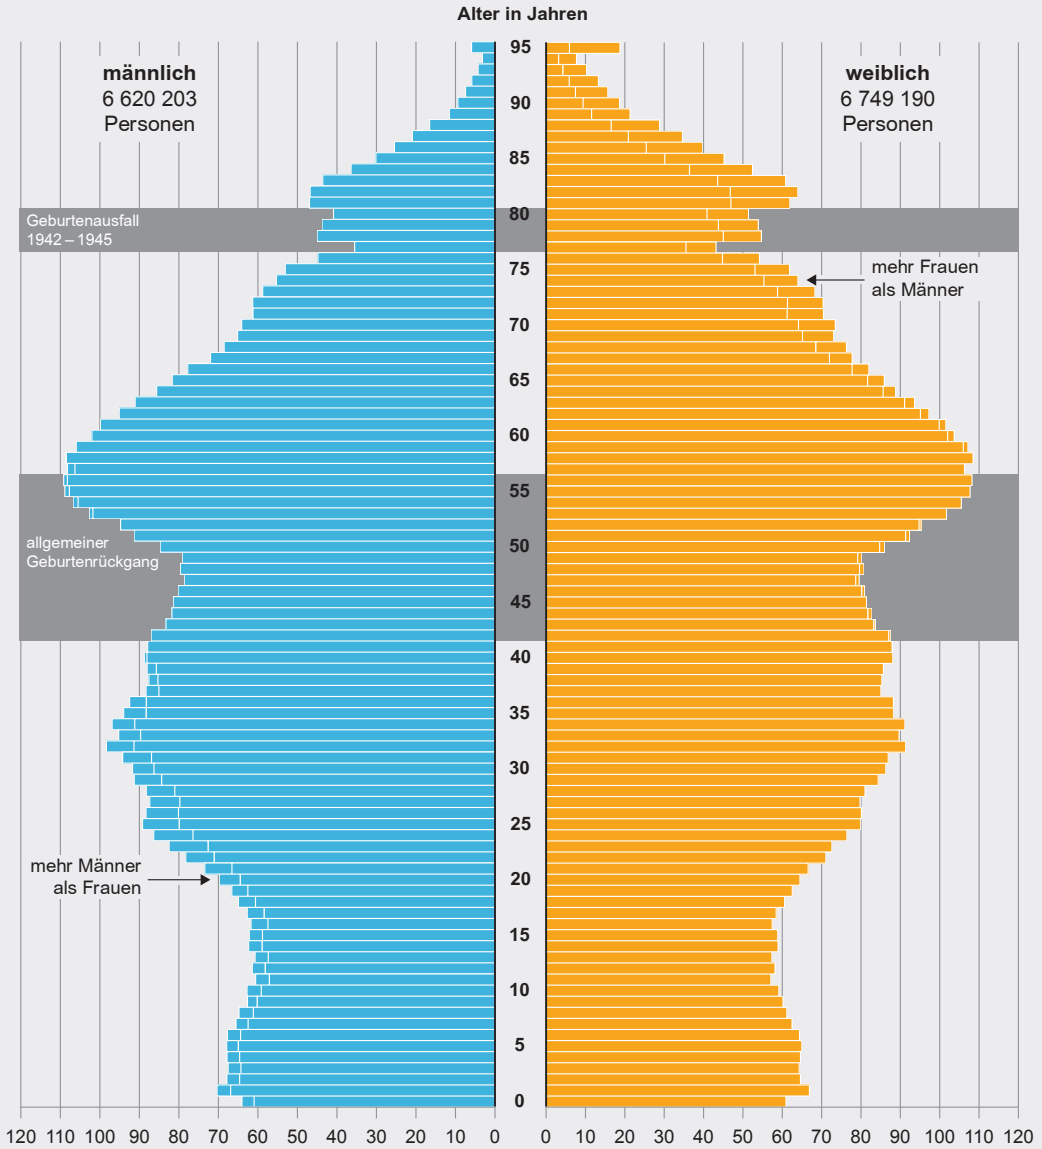 Alter in Jahren
männlich
6 620 203
Personen
weiblich
6 749 190
Personen
95
90
85
80
75
70
65
60
55
50
45
40
35
30
25
20
15
10
5
0
Geburtenausfall
1942 – 1945
mehr Frauen
als Männer
allgemeiner
Geburtenrückgang
mehr Männer
als Frauen
120 110 100 90 80 70 60 50 40 30 20 10 0
0 10 20 30 40 50 60 70 80 90 100 110 120